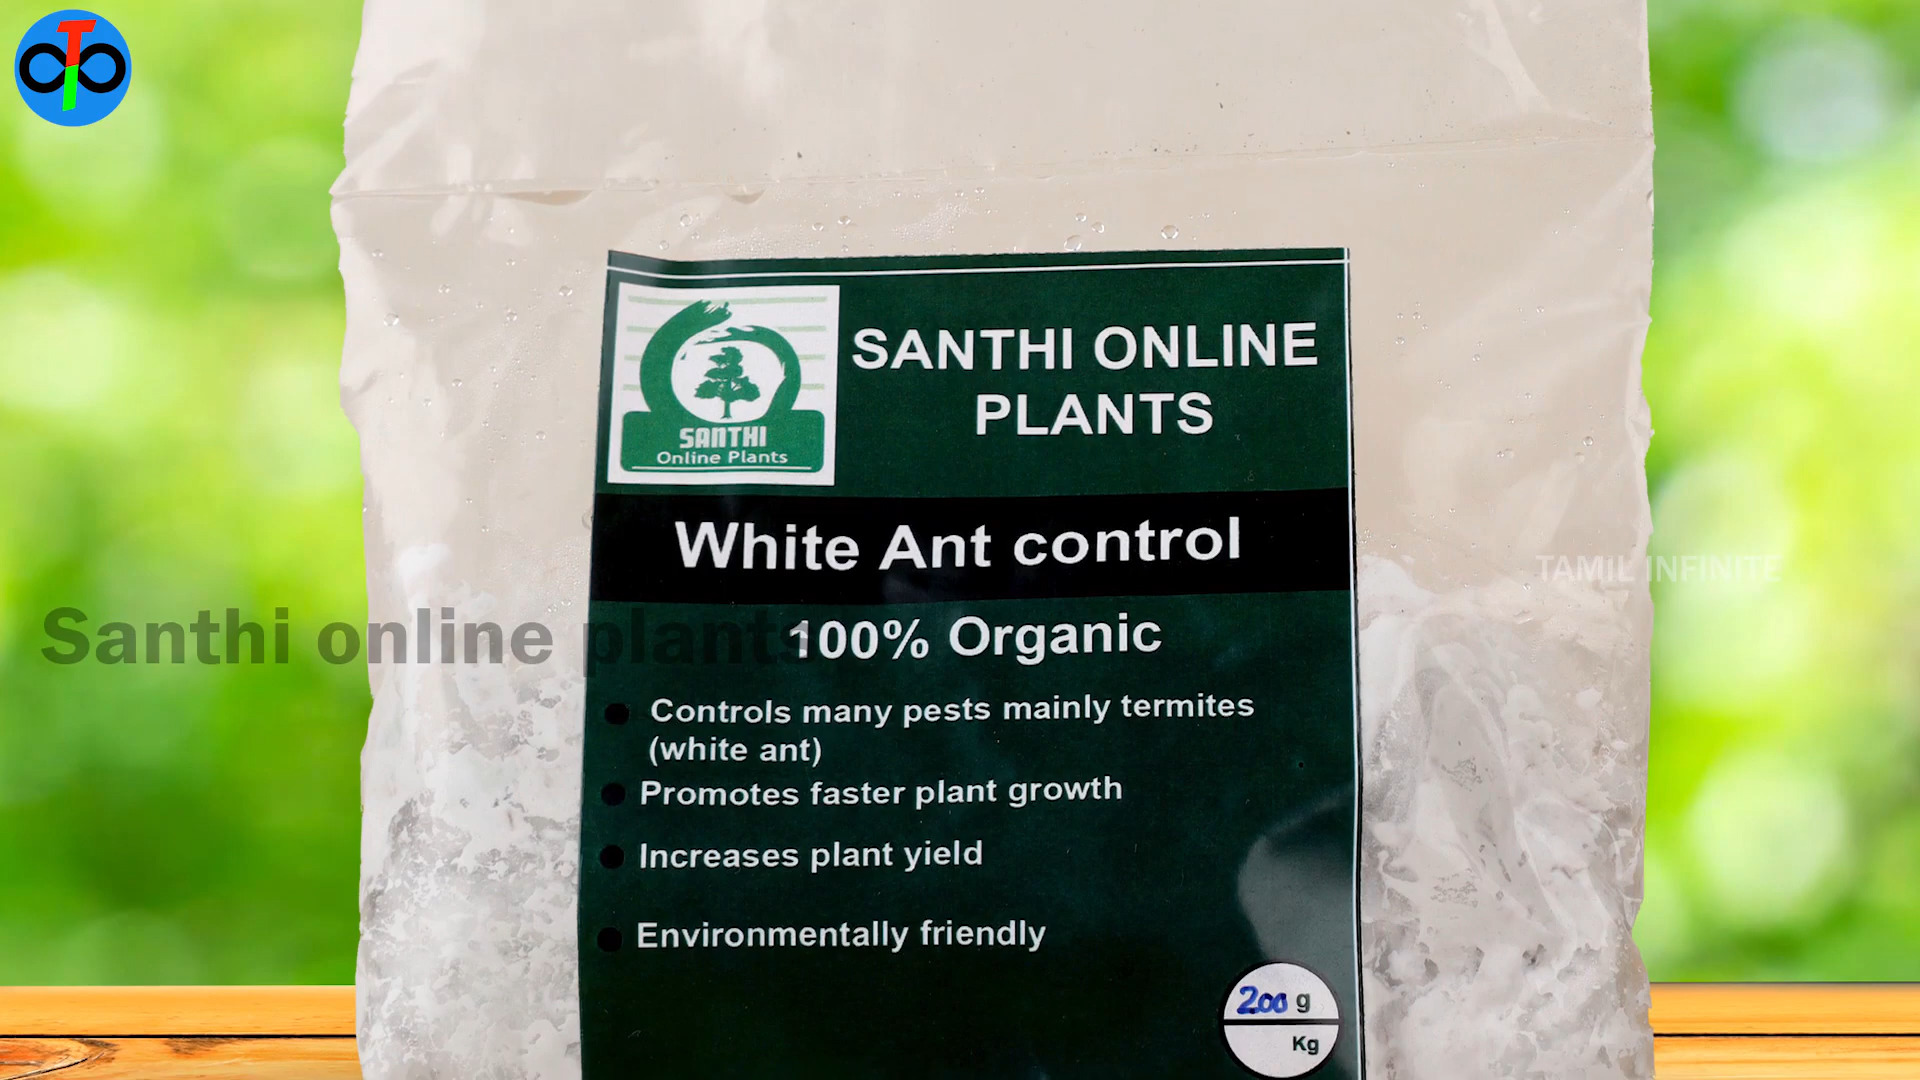 SANTHI ONLINE
PLANTS
SANTHI
Online Plants
White Ant control
100% Organic
Controls many pests mainly termites
(white ant)
Promotes faster plant growth
Increases plant yield
Environmentally friendly
200 g
Kg
Santhi online plants
TAMIL INFINITE